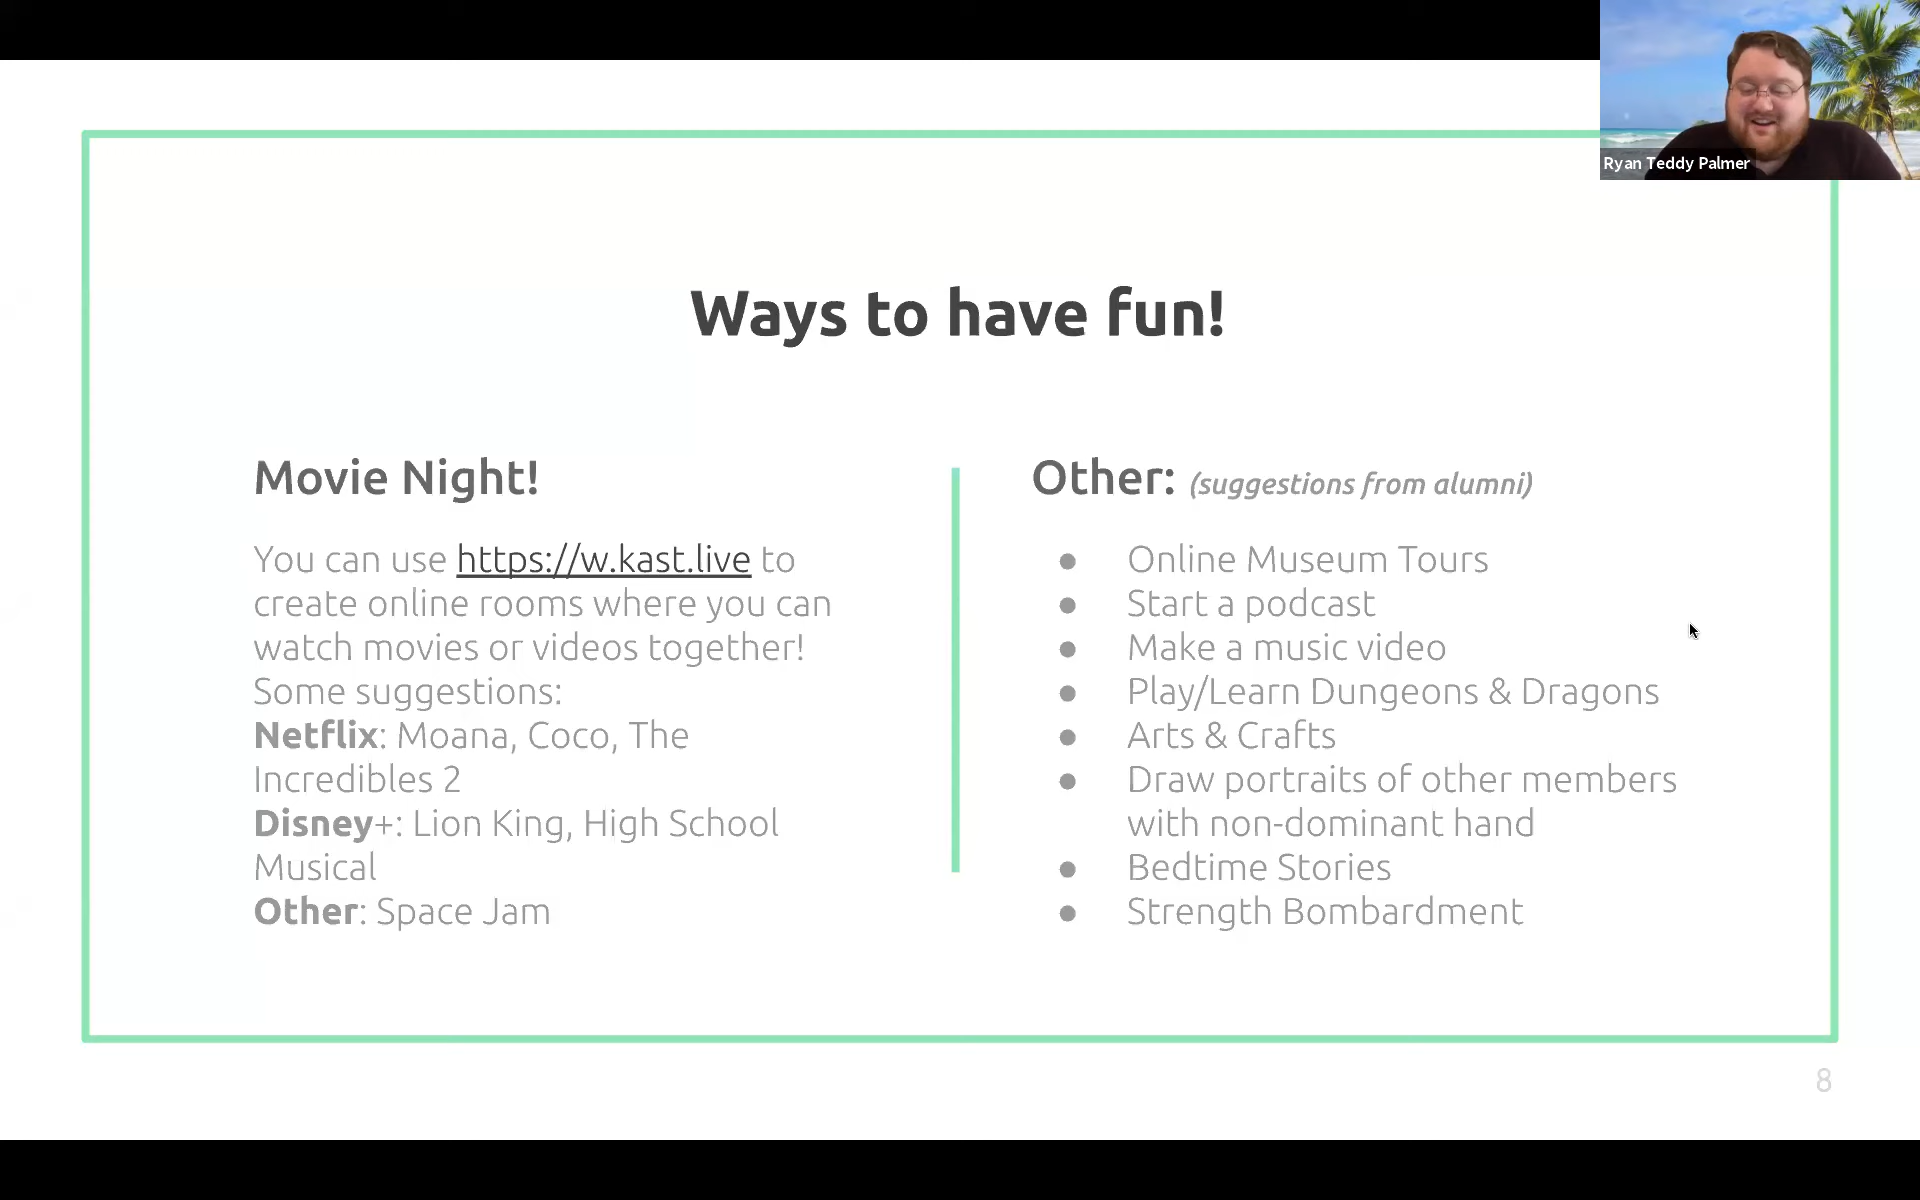 Ryan Teddy Palmer
Ways to have fun!
Movie Night!
You can use https://w.kast.live to
create online rooms where you can
watch movies or videos together!
Some suggestions:
Netflix: Moana, Coco, The
Incredibles 2
Disney+: Lion King, High School
Musical
Other: Space Jam
Other: (suggestions from alumni)
● Online Museum Tours
● Start a podcast
● Make a music video
● Play/Learn Dungeons & Dragons
● Arts & Crafts
● Draw portraits of other members
with non-dominant hand
● Bedtime Stories
● Strength Bombardment
8